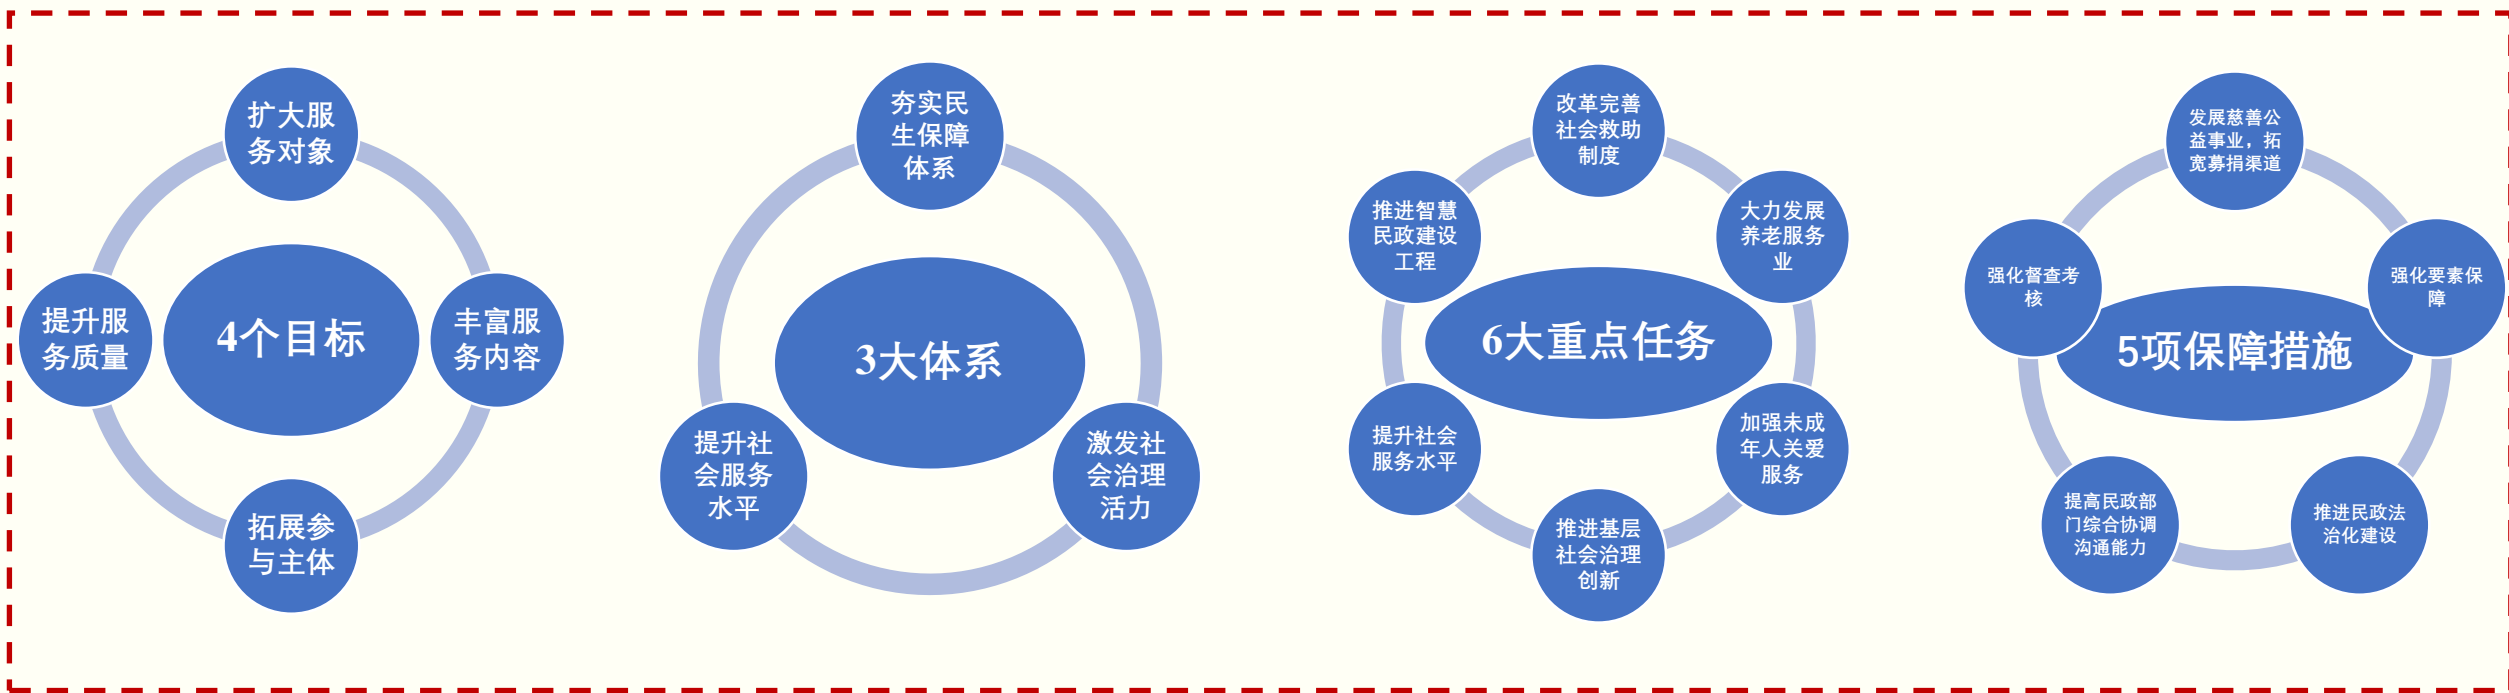 扩大服
务对象
提升服
务质量
4个目标
丰富服
务内容
拓展参
与主体
夯实民
生保障
体系
3大体系
提升社
会服务
水平
激发社
会治理
活力
改革完善
社会救助
制度
推进智慧
民政建设
工程
大力发展
养老服务
业
6大重点任务
提升社会
服务水平
加强未成
年人关爱
服务
推进基层
社会治理
创新
发展慈善公
益事业，拓
宽募捐渠道
强化督查考
核
强化要素保
障
5项保障措施
提高民政部
门综合协调
沟通能力
推进民政法
治化建设